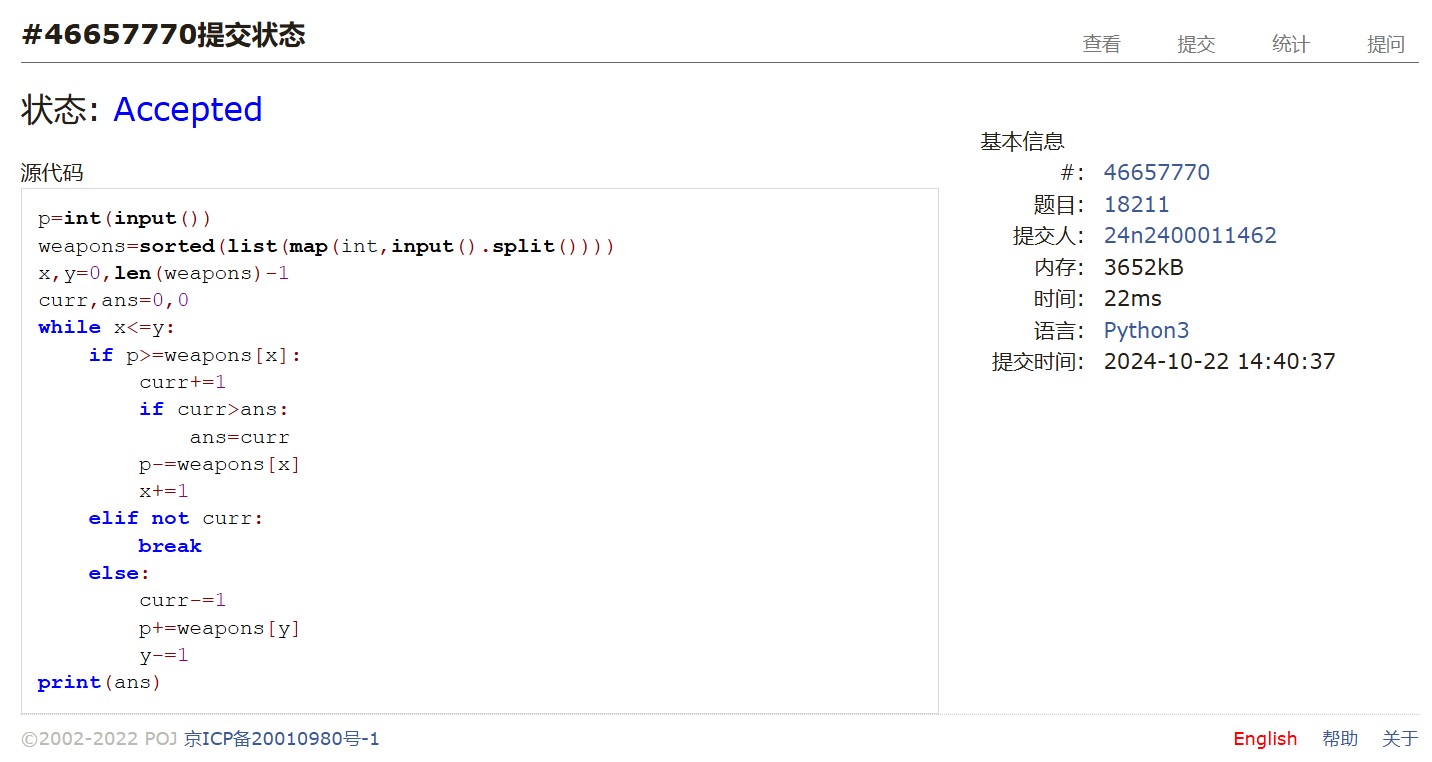 #46657770提交状态
查看 提交 统计 提问
状态: Accepted
源代码
p=int(input())
weapons=sorted(list(map(int,input().split())))
x,y=0,len(weapons)-1
curr,ans=0,0
while x<=y:
    if p>=weapons[x]:
        curr+=1
        if curr>ans:
            ans=curr
        p-=weapons[x]
        x+=1
    elif not curr:
        break
    else:
        curr-=1
        p+=weapons[y]
        y-=1
print(ans)
基本信息
#: 46657770
题目: 18211
提交人: 24n2400011462
内存: 3652kB
时间: 22ms
语言: Python3
提交时间: 2024-10-22 14:40:37
©2002-2022 POJ 京ICP备20010980号-1
English 帮助 关于